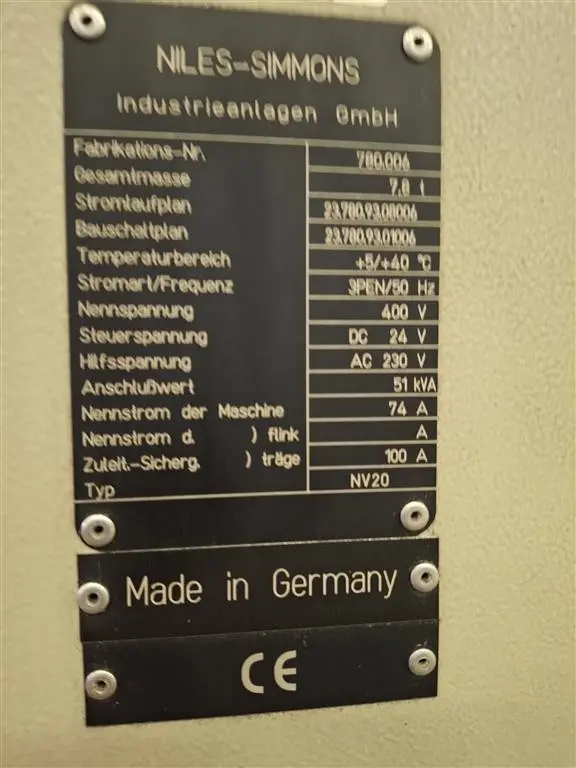 NILES-SIMMONS
Industrieanlagen GmbH
Fabrikations-Nr. 780.006
Gesamtmasse 7,8 t
Stromlaufplan 23.780.93.08006
Bauschaltplan 23.780.93.01006
Temperaturbereich +5/+40 °C
Stromart/Frequenz 3PEN/50 Hz
Nennspannung 400 V
Steuerspannung DC 24 V
Hilfsspannung AC 230 V
Anschlußwert 51 kVA
Nennstrom der Maschine 74 A
Nennstrom d. ) flink A
Zuleit.-Sicherg. ) träge 100 A
Typ NV20
Made in Germany
CE